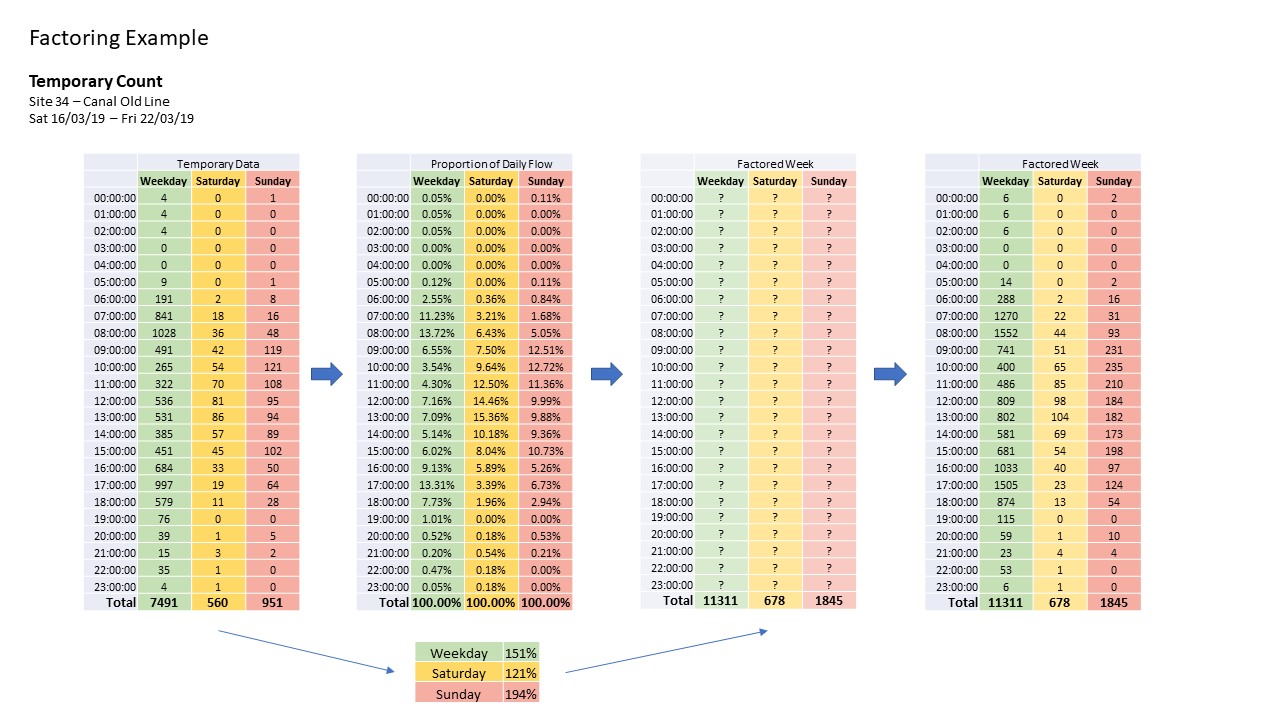 Factoring Example
Temporary Count
Site 34 – Canal Old Line
Sat 16/03/19 – Fri 22/03/19
Temporary Data
Weekday Saturday Sunday
00:00:00 4 0 1
01:00:00 4 0 0
02:00:00 4 0 0
03:00:00 0 0 0
04:00:00 0 0 0
05:00:00 9 0 1
06:00:00 191 2 8
07:00:00 841 18 16
08:00:00 1028 36 48
09:00:00 491 42 119
10:00:00 265 54 121
11:00:00 322 70 108
12:00:00 536 81 95
13:00:00 531 86 94
14:00:00 385 57 89
15:00:00 451 45 102
16:00:00 684 33 50
17:00:00 997 19 64
18:00:00 579 11 28
19:00:00 76 0 0
20:00:00 39 1 5
21:00:00 15 3 2
22:00:00 35 1 0
23:00:00 4 1 0
Total 7491 560 951
Proportion of Daily Flow
Weekday Saturday Sunday
00:00:00 0.05% 0.00% 0.11%
01:00:00 0.05% 0.00% 0.00%
02:00:00 0.05% 0.00% 0.00%
03:00:00 0.00% 0.00% 0.00%
04:00:00 0.00% 0.00% 0.00%
05:00:00 0.12% 0.00% 0.11%
06:00:00 2.55% 0.36% 0.84%
07:00:00 11.23% 3.21% 1.68%
08:00:00 13.72% 6.43% 5.05%
09:00:00 6.55% 7.50% 12.51%
10:00:00 3.54% 9.64% 12.72%
11:00:00 4.30% 12.50% 11.36%
12:00:00 7.16% 14.46% 9.99%
13:00:00 7.09% 15.36% 9.88%
14:00:00 5.14% 10.18% 9.36%
15:00:00 6.02% 8.04% 10.73%
16:00:00 9.13% 5.89% 5.26%
17:00:00 13.31% 3.39% 6.73%
18:00:00 7.73% 1.96% 2.94%
19:00:00 1.01% 0.00% 0.00%
20:00:00 0.52% 0.18% 0.53%
21:00:00 0.20% 0.54% 0.21%
22:00:00 0.47% 0.18% 0.00%
23:00:00 0.05% 0.18% 0.00%
Total 100.00% 100.00% 100.00%
Factored Week
Weekday Saturday Sunday
00:00:00 ? ? ?
01:00:00 ? ? ?
02:00:00 ? ? ?
03:00:00 ? ? ?
04:00:00 ? ? ?
05:00:00 ? ? ?
06:00:00 ? ? ?
07:00:00 ? ? ?
08:00:00 ? ? ?
09:00:00 ? ? ?
10:00:00 ? ? ?
11:00:00 ? ? ?
12:00:00 ? ? ?
13:00:00 ? ? ?
14:00:00 ? ? ?
15:00:00 ? ? ?
16:00:00 ? ? ?
17:00:00 ? ? ?
18:00:00 ? ? ?
19:00:00 ? ? ?
20:00:00 ? ? ?
21:00:00 ? ? ?
22:00:00 ? ? ?
23:00:00 ? ? ?
Total 11311 678 1845
Factored Week
Weekday Saturday Sunday
00:00:00 6 0 2
01:00:00 6 0 0
02:00:00 6 0 0
03:00:00 0 0 0
04:00:00 0 0 0
05:00:00 14 0 2
06:00:00 288 2 16
07:00:00 1270 22 31
08:00:00 1552 44 93
09:00:00 741 51 231
10:00:00 400 65 235
11:00:00 486 85 210
12:00:00 809 98 184
13:00:00 802 104 182
14:00:00 581 69 173
15:00:00 681 54 198
16:00:00 1033 40 97
17:00:00 1505 23 124
18:00:00 874 13 54
19:00:00 115 0 0
20:00:00 59 1 10
21:00:00 23 4 4
22:00:00 53 1 0
23:00:00 6 1 0
Total 11311 678 1845
Weekday 151%
Saturday 121%
Sunday 194%